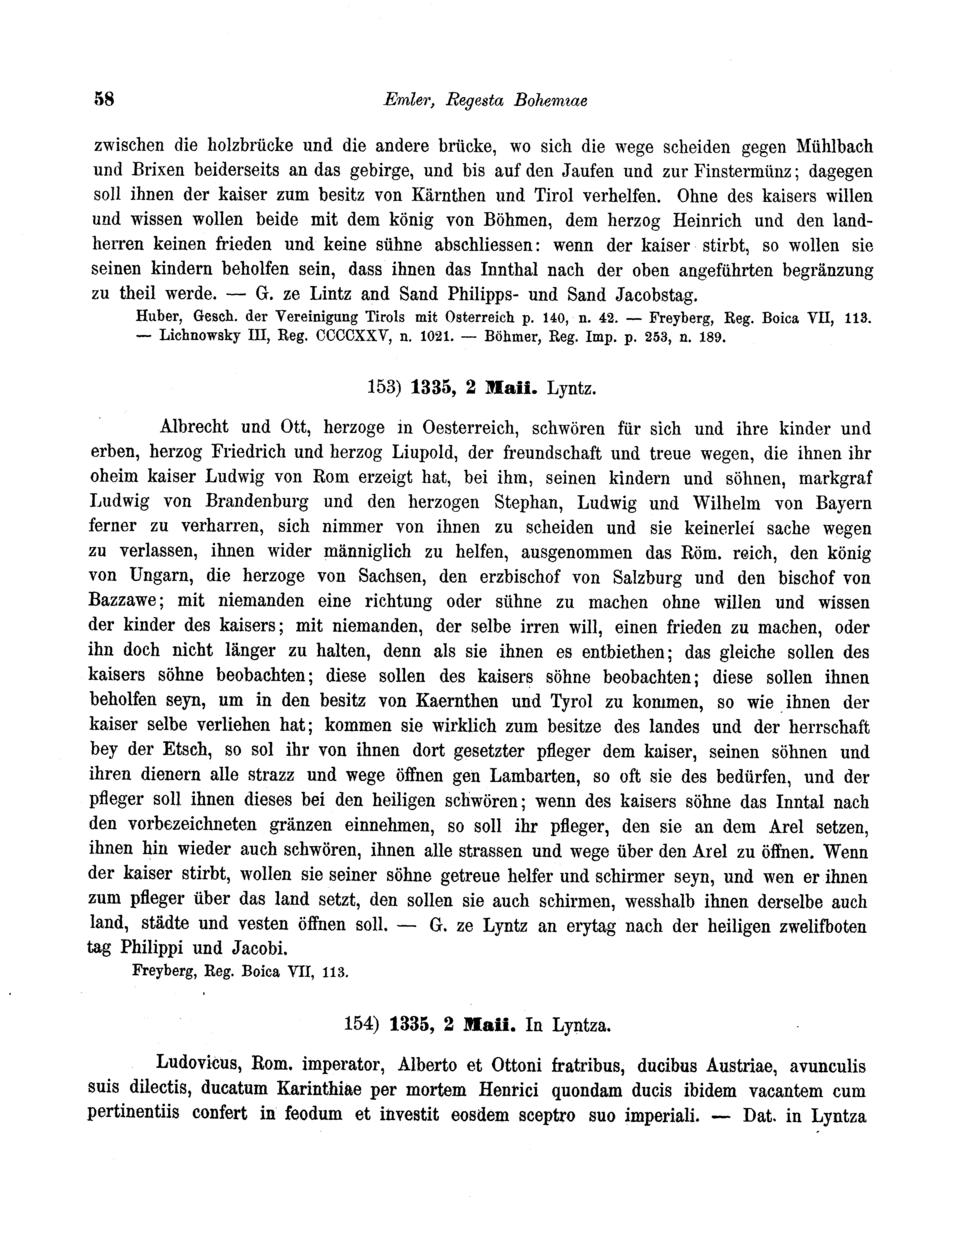 58 Emler, Regesta Bohemiae
zwischen die holzbrücke und die andere brücke, wo sich die wege scheiden gegen Mühlbach
und Brixen beiderseits an das gebirge, und bis auf den Jaufen und zur Finstermünz; dagegen
soll ihnen der kaiser zum besitz von Kärnthen und Tirol verhelfen. Ohne des kaisers willen
und wissen wollen beide mit dem könig von Böhmen, dem herzog Heinrich und den land-
herren keinen frieden und keine sühne abschliessen: wenn der kaiser stirbt, so wollen sie
seinen kindern beholfen sein, dass ihnen das Innthal nach der oben angeführten begränzung
zu theil werde. — G. ze Lintz and Sand Philipps- und Sand Jacobstag.
Huber, Gesch. der Vereinigung Tirols mit Osterreich p. 140, n. 42. — Freyberg, Reg. Boica VII, 113.
— Lichnowsky III, Reg. CCCCXXV, n. 1021. — Böhmer, Reg. Imp. p. 253, n. 189.
153) 1335, 2 Maii. Lyntz.
Albrecht und Ott, herzoge in Oesterreich, schwören für sich und ihre kinder und
erben, herzog Friedrich und herzog Liupold, der freundschaft und treue wegen, die ihnen ihr
oheim kaiser Ludwig von Rom erzeigt hat, bei ihm, seinen kindern und söhnen, markgraf
Ludwig von Brandenburg und den herzogen Stephan, Ludwig und Wilhelm von Bayern
ferner zu verharren, sich nimmer von ihnen zu scheiden und sie keinerlei sache wegen
zu verlassen, ihnen wider männiglich zu helfen, ausgenommen das Röm. reich, den könig
von Ungarn, die herzoge von Sachsen, den erzbischof von Salzburg und den bischof von
Bazzawe; mit niemanden eine richtung oder sühne zu machen ohne willen und wissen
der kinder des kaisers; mit niemanden, der selbe irren will, einen frieden zu machen, oder
ihn doch nicht länger zu halten, denn als sie ihnen es entbiethen; das gleiche sollen des
kaisers söhne beobachten; diese sollen des kaisers söhne beobachten; diese sollen ihnen
beholfen seyn, um in den besitz von Kaernthen und Tyrol zu kommen, so wie ihnen der
kaiser selbe verliehen hat; kommen sie wirklich zum besitze des landes und der herrschaft
bey der Etsch, so sol ihr von ihnen dort gesetzter pfleger dem kaiser, seinen söhnen und
ihren dienern alle strazz und wege öffnen gen Lambarten, so oft sie des bedürfen, und der
pfleger soll ihnen dieses bei den heiligen schwören; wenn des kaisers söhne das Inntal nach
den vorbezeichneten gränzen einnehmen, so soll ihr pfleger, den sie an dem Arel setzen,
ihnen hin wieder auch schwören, ihnen alle strassen und wege über den Arel zu öffnen. Wenn
der kaiser stirbt, wollen sie seiner söhne getreue helfer und schirmer seyn, und wen er ihnen
zum pfleger über das land setzt, den sollen sie auch schirmen, wesshalb ihnen derselbe auch
land, städte und vesten öffnen soll. — G. ze Lyntz an erytag nach der heiligen zwelifboten
tag Philippi und Jacobi.
Freyberg, Reg. Boica VII, 113.
154) 1335, 2 Maii. In Lyntza.
Ludovicus, Rom. imperator, Alberto et Ottoni fratribus, ducibus Austriae, avunculis
suis dilectis, ducatum Karinthiae per mortem Henrici quondam ducis ibidem vacantem cum
pertinentiis confert in feodum et investit eosdem sceptro suo imperiali. — Dat. in Lyntza